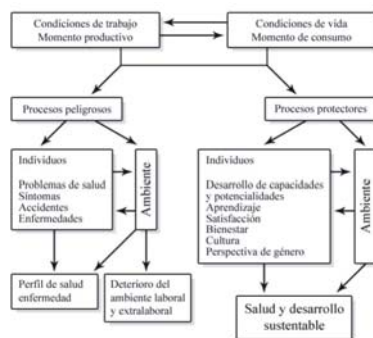 Condiciones de trabajo
Momento productivo
Condiciones de vida
Momento de consumo
Procesos peligrosos
Procesos protectores
Individuos
Problemas de salud
Síntomas
Accidentes
Enfermedades
Ambiente
Individuos
Desarrollo de capacidades
y potencialidades
Aprendizaje
Satisfacción
Bienestar
Cultura
Perspectiva de género
Ambiente
Perfil de salud
enfermedad
Deterioro del
ambiente laboral
y extralaboral
Salud y desarrollo
sustentable